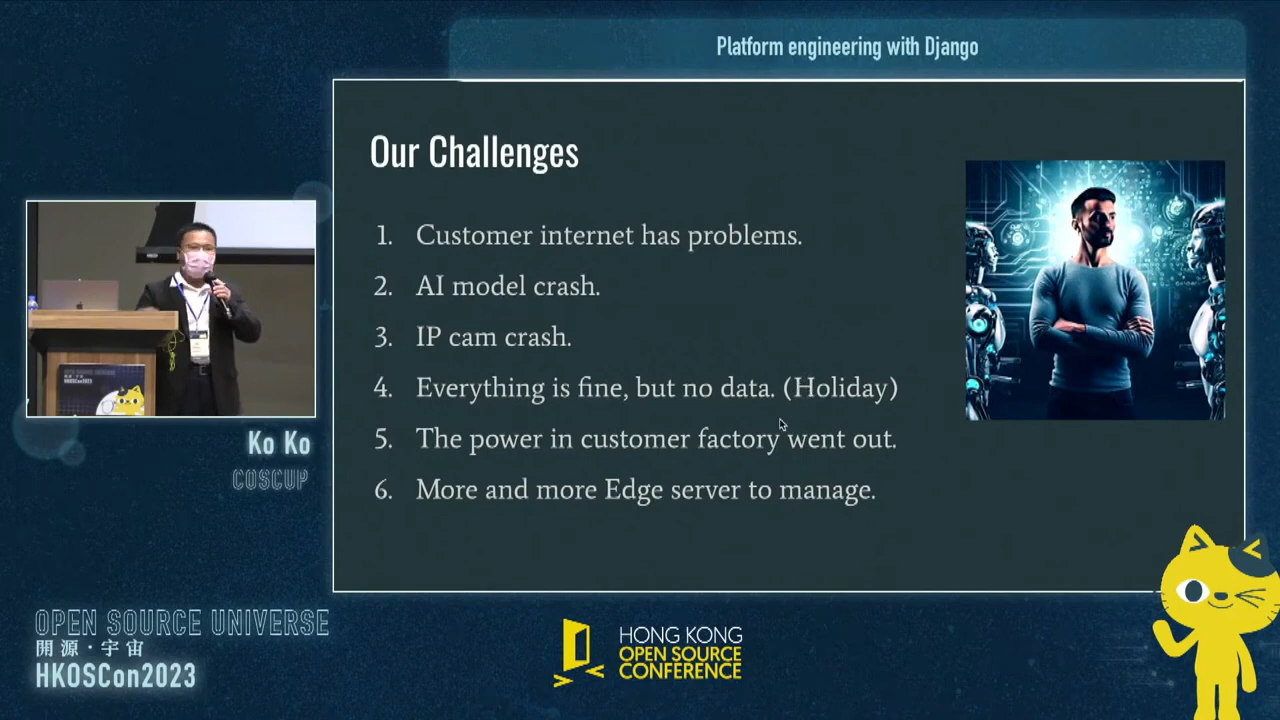 Platform engineering with Django
Our Challenges
1. Customer internet has problems.
2. AI model crash.
3. IP cam crash.
4. Everything is fine, but no data. (Holiday)
5. The power in customer factory went out.
6. More and more Edge server to manage.
Ko Ko
COSCUP
OPEN SOURCE UNIVERSE
開源·宇宙
HKOSCon2023
HONG KONG
OPEN SOURCE
CONFERENCE